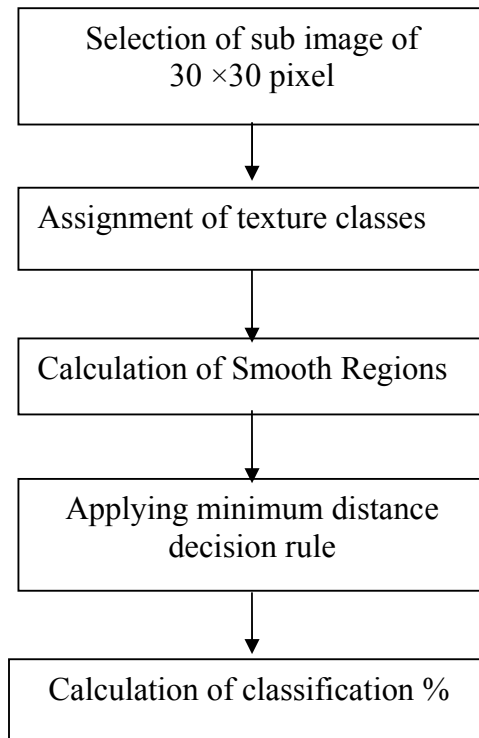 Selection of sub image of
30 ×30 pixel
Assignment of texture classes
Calculation of Smooth Regions
Applying minimum distance
decision rule
Calculation of classification %